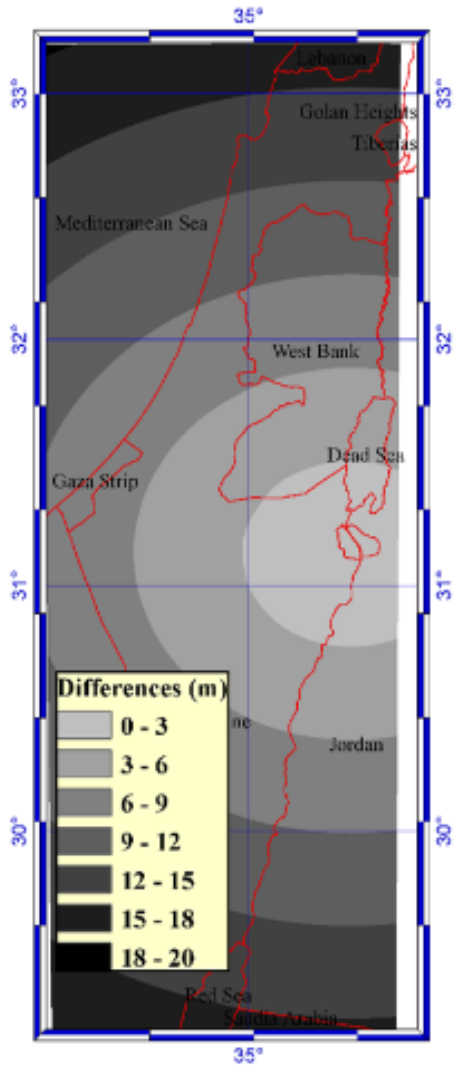 35°
Lebanon
33°
33°
Golan Heights
Tiberias
Mediterranean Sea
32°
32°
West Bank
Dead Sea
Gaza Strip
31°
31°
Differences (m)
0 - 3
ne
3 - 6
Jordan
6 - 9
9 - 12
30°
30°
12 - 15
15 - 18
18 - 20
Red Sea
Saudia Arabia
35°